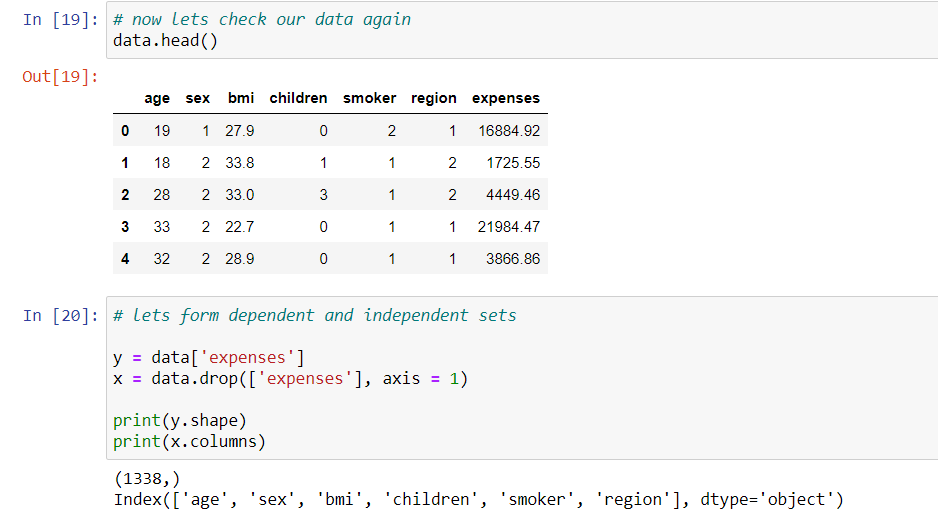 In [19]: # now lets check our data again
data.head()
Out[19]:
age sex bmi children smoker region expenses
0 19 1 27.9 0 2 1 16884.92
1 18 2 33.8 1 1 2 1725.55
2 28 2 33.0 3 1 2 4449.46
3 33 2 22.7 0 1 1 21984.47
4 32 2 28.9 0 1 1 3866.86
In [20]: # lets form dependent and independent sets
y = data['expenses']
x = data.drop(['expenses'], axis = 1)
print(y.shape)
print(x.columns)
(1338,)
Index(['age', 'sex', 'bmi', 'children', 'smoker', 'region'], dtype='object')